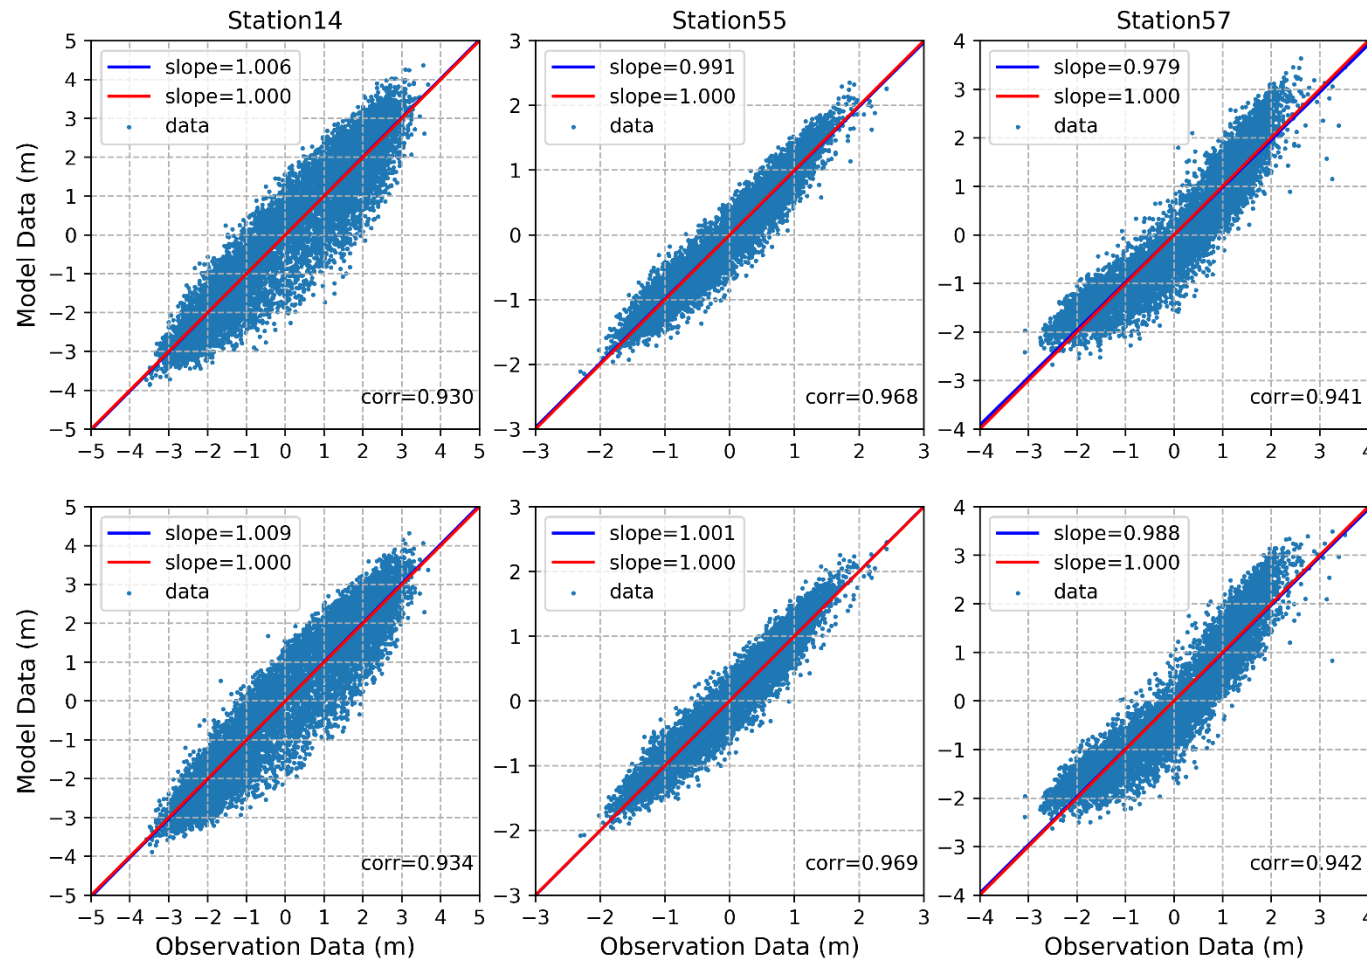 Station14
Station55
Station57
slope=1.006
slope=1.000
data
corr=0.930
5
4
3
2
1
0
−1
−2
−3
−4
−5
−5 −4 −3 −2 −1 0 1 2 3 4 5
Model Data (m)
slope=0.991
slope=1.000
data
corr=0.968
3
2
1
0
−1
−2
−3
−3 −2 −1 0 1 2 3
slope=0.979
slope=1.000
data
corr=0.941
4
3
2
1
0
−1
−2
−3
−4
−4 −3 −2 −1 0 1 2 3 4
slope=1.009
slope=1.000
data
corr=0.934
5
4
3
2
1
0
−1
−2
−3
−4
−5
−5 −4 −3 −2 −1 0 1 2 3 4 5
Model Data (m)
Observation Data (m)
slope=1.001
slope=1.000
data
corr=0.969
3
2
1
0
−1
−2
−3
−3 −2 −1 0 1 2 3
Observation Data (m)
slope=0.988
slope=1.000
data
corr=0.942
4
3
2
1
0
−1
−2
−3
−4
−4 −3 −2 −1 0 1 2 3 4
Observation Data (m)